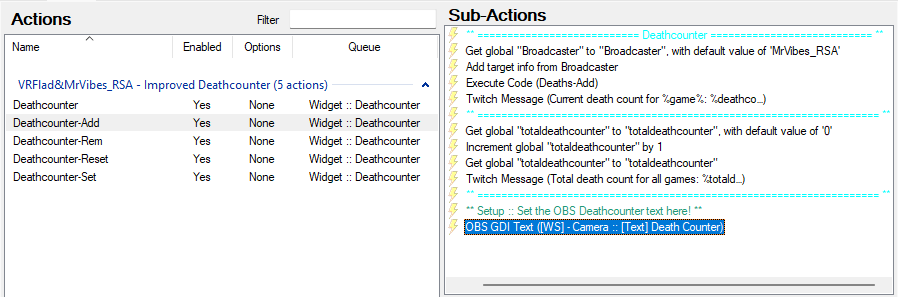 Actions
Filter
Name Enabled Options Queue
VRFlad&MrVibes_RSA - Improved Deathcounter (5 actions)
Deathcounter Yes None Widget :: Deathcounter
Deathcounter-Add Yes None Widget :: Deathcounter
Deathcounter-Rem Yes None Widget :: Deathcounter
Deathcounter-Reset Yes None Widget :: Deathcounter
Deathcounter-Set Yes None Widget :: Deathcounter
Sub-Actions
** =========================== Deathcounter =========================== **
Get global "Broadcaster" to "Broadcaster", with default value of 'MrVibes_RSA'
Add target info from Broadcaster
Execute Code (Deaths-Add)
Twitch Message (Current death count for %game%: %deathco...)
** =================================================================== **
Get global "totaldeathcounter" to "totaldeathcounter", with default value of '0'
Increment global "totaldeathcounter" by 1
Get global "totaldeathcounter" to "totaldeathcounter"
Twitch Message (Total death count for all games: %totald...)
** =================================================================== **
** Setup :: Set the OBS Deathcounter text here! **
OBS GDI Text ([WS] - Camera :: [Text] Death Counter)